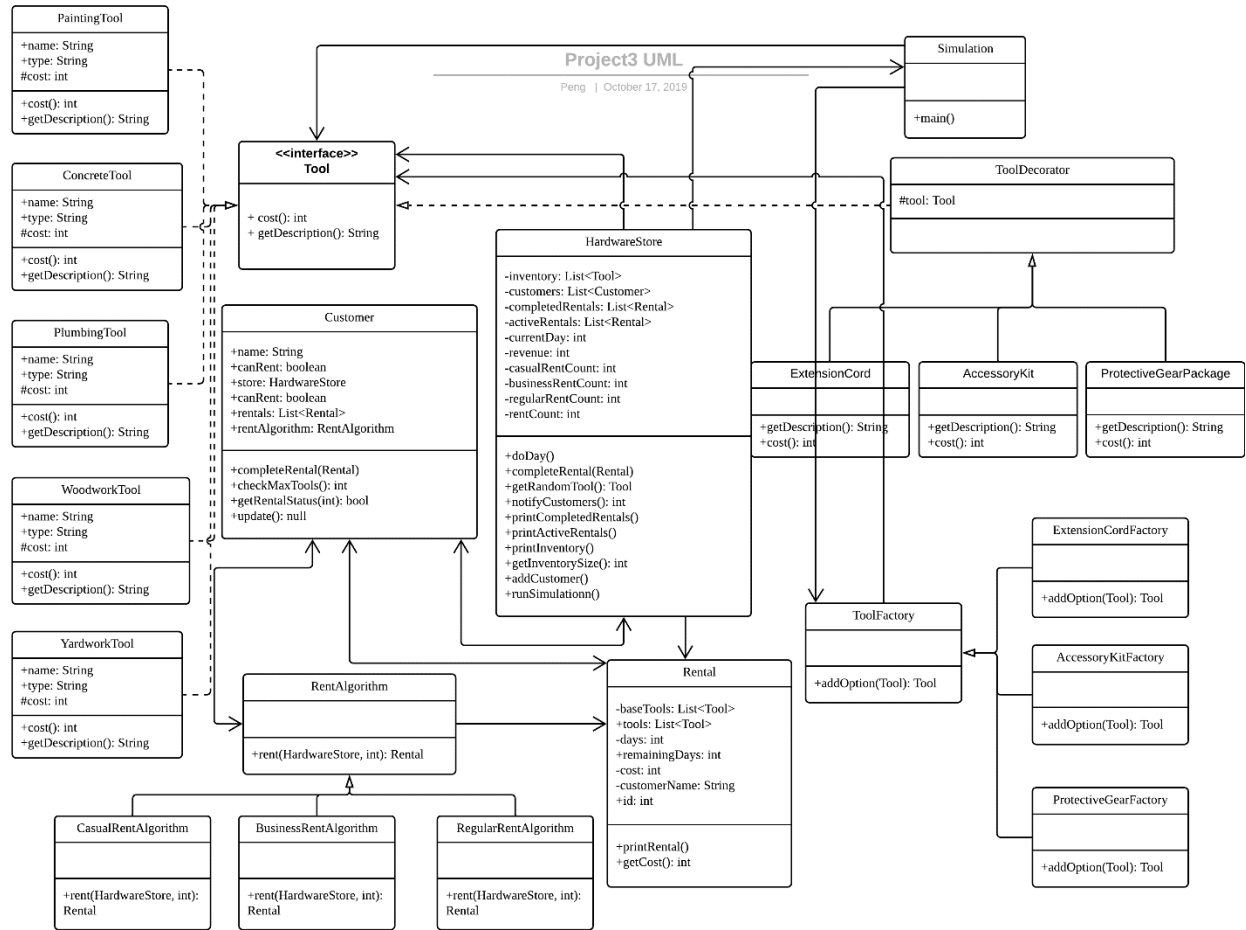 Project3 UML
Peng | October 17, 2019
PaintingTool
+name: String
+type: String
#cost: int
+cost(): int
+getDescription(): String
ConcreteTool
+name: String
+type: String
#cost: int
+cost(): int
+getDescription(): String
PlumbingTool
+name: String
+type: String
#cost: int
+cost(): int
+getDescription(): String
WoodworkTool
+name: String
+type: String
#cost: int
+cost(): int
+getDescription(): String
YardworkTool
+name: String
+type: String
#cost: int
+cost(): int
+getDescription(): String
<<interface>>
Tool
+ cost(): int
+ getDescription(): String
Customer
+name: String
+canRent: boolean
+store: HardwareStore
+canRent: boolean
+rentals: List<Rental>
+rentAlgorithm: RentAlgorithm
+completeRental(Rental)
+checkMaxTools(): int
+getRentalStatus(int): bool
+update(): null
HardwareStore
-inventory: List<Tool>
-customers: List<Customer>
-completedRentals: List<Rental>
-activeRentals: List<Rental>
-currentDay: int
-revenue: int
-casualRentCount: int
-businessRentCount: int
-regularRentCount: int
-rentCount: int
+doDay()
+completeRental(Rental)
+getRandomTool(): Tool
+notifyCustomers(): int
+printCompletedRentals()
+printActiveRentals()
+printInventory()
+getInventorySize(): int
+addCustomer()
+runSimulationn()
Simulation
+main()
ToolDecorator
#tool: Tool
ExtensionCord
+getDescription(): String
+cost(): int
AccessoryKit
+getDescription(): String
+cost(): int
ProtectiveGearPackage
+getDescription(): String
+cost(): int
ToolFactory
+addOption(Tool): Tool
ExtensionCordFactory
+addOption(Tool): Tool
AccessoryKitFactory
+addOption(Tool): Tool
ProtectiveGearFactory
+addOption(Tool): Tool
RentAlgorithm
+rent(HardwareStore, int): Rental
CasualRentAlgorithm
+rent(HardwareStore, int):
Rental
BusinessRentAlgorithm
+rent(HardwareStore, int):
Rental
RegularRentAlgorithm
+rent(HardwareStore, int):
Rental
Rental
-baseTools: List<Tool>
+tools: List<Tool>
-days: int
+remainingDays: int
-cost: int
-customerName: String
+id: int
+printRental()
+getCost(): int